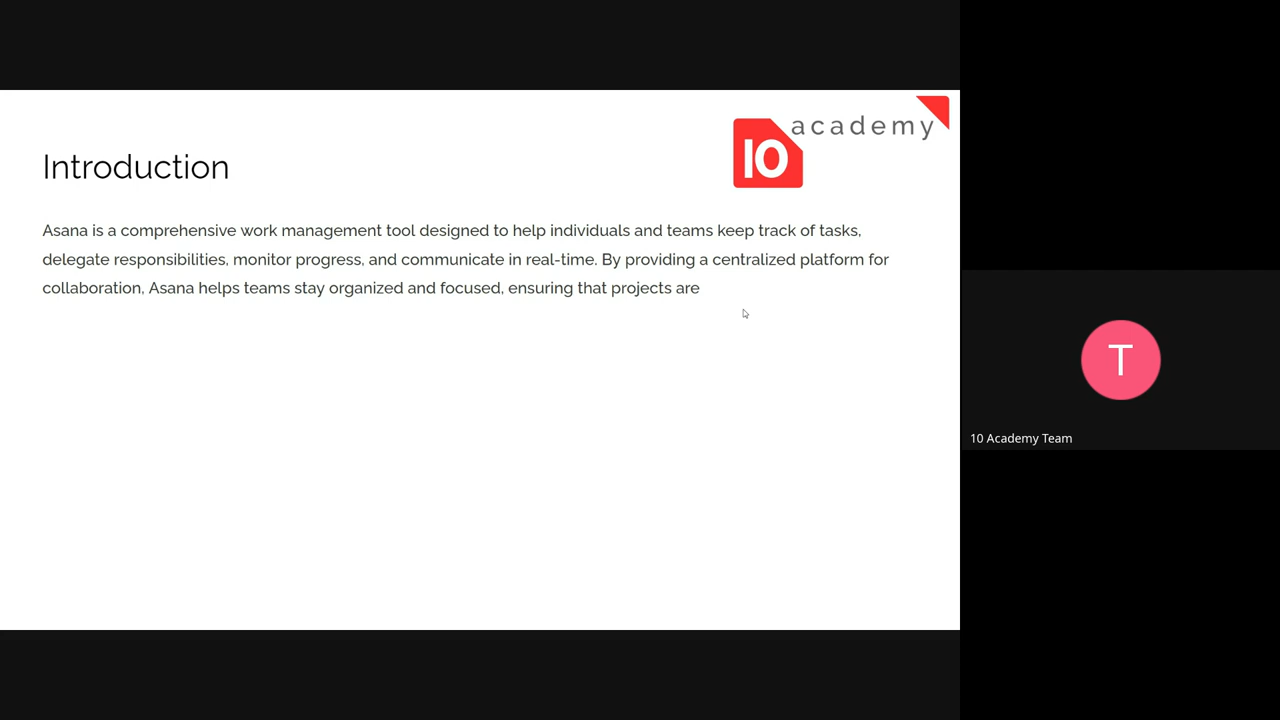 10 academy
Introduction
Asana is a comprehensive work management tool designed to help individuals and teams keep track of tasks,
delegate responsibilities, monitor progress, and communicate in real-time. By providing a centralized platform for
collaboration, Asana helps teams stay organized and focused, ensuring that projects are
T
10 Academy Team